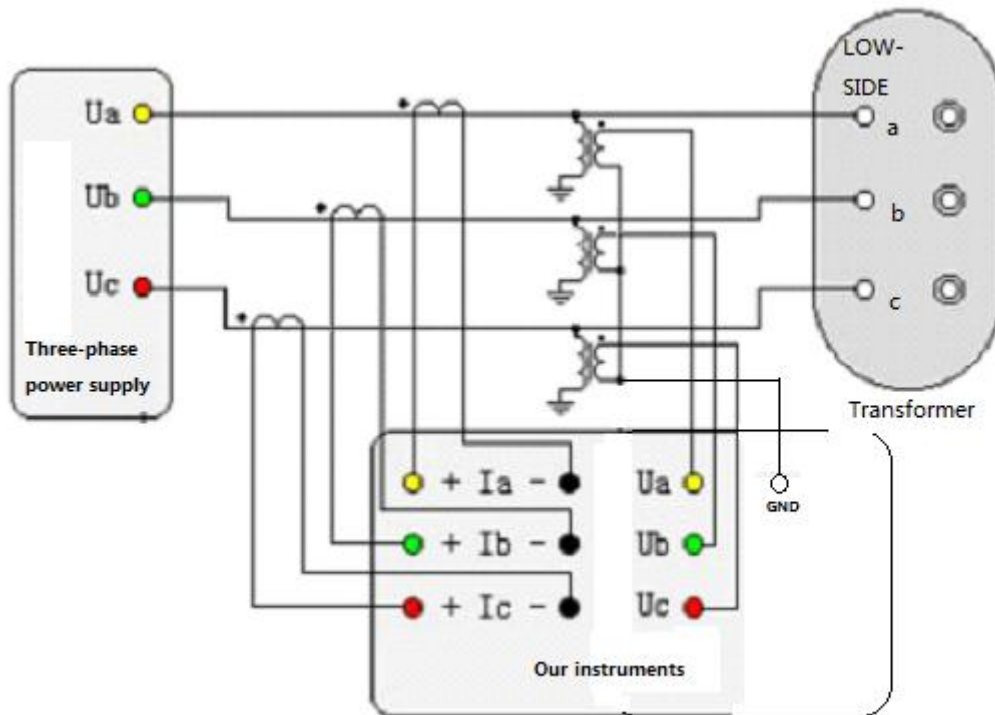 LOW-
SIDE
Ua
a
Ub
b
Uc
c
Three-phase
power supply
Transformer
+ Ia - Ua
GND
+ Ib - Ub
+ Ic - Uc
Our instruments